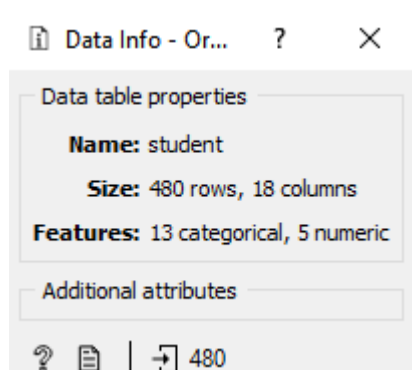 Data Info - Or... ? ×
Data table properties
Name: student
Size: 480 rows, 18 columns
Features: 13 categorical, 5 numeric
Additional attributes
? 480